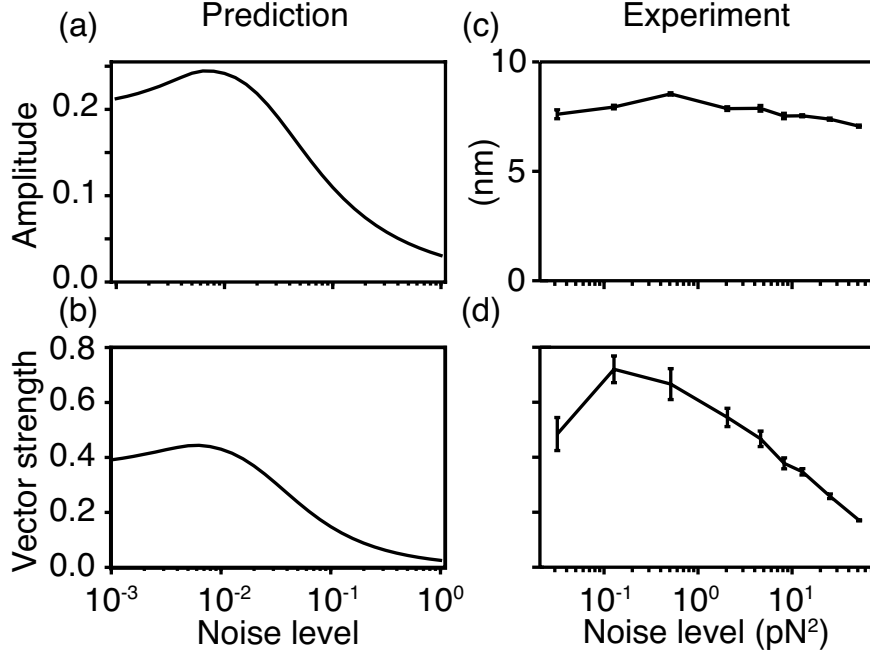 Prediction
Experiment
(a)
(c)
Amplitude
0.2
0.1
0.0
(nm)
10
5
0
(b)
(d)
Vector strength
0.8
0.6
0.4
0.2
0.0
10⁻³ 10⁻² 10⁻¹ 10⁰
Noise level
10⁻¹ 10⁰ 10¹
Noise level (pN²)